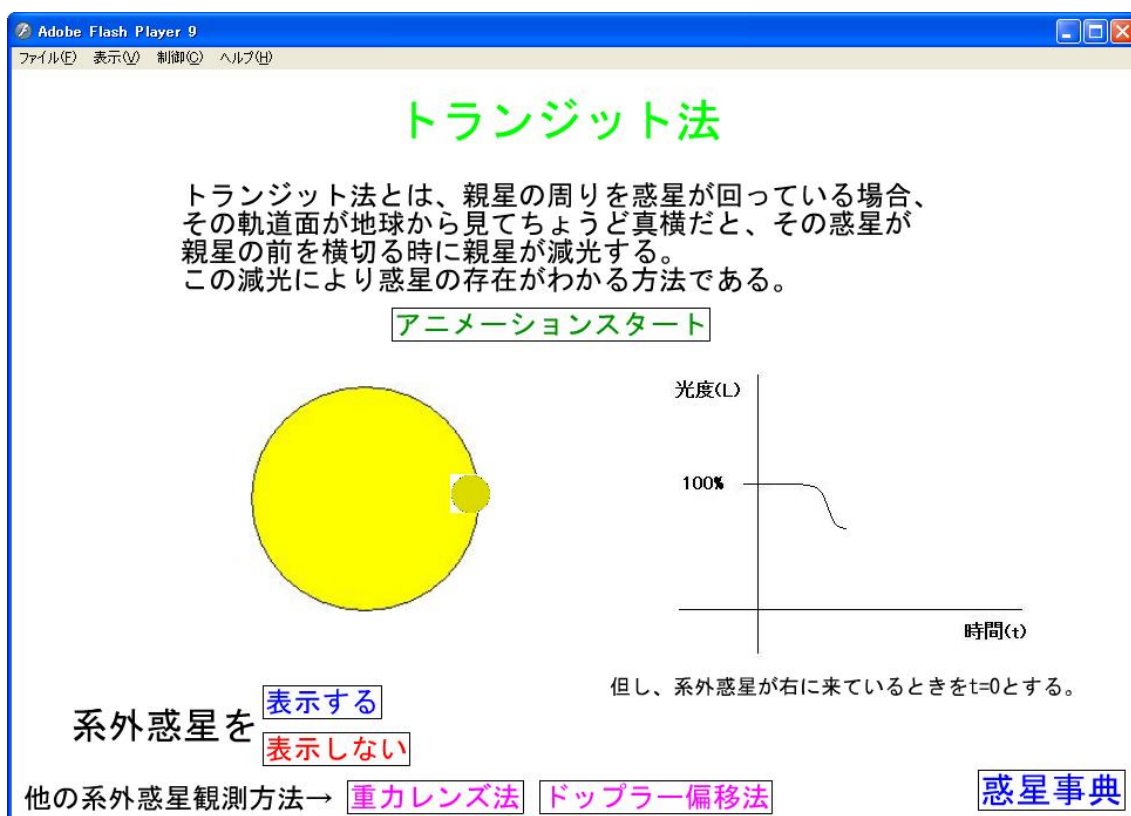 Adobe Flash Player 9
ファイル(F) 表示(V) 制御(C) ヘルプ(H)
トランジット法
トランジット法とは、親星の周りを惑星が回っている場合、
その軌道面が地球から見てちょうど真横だと、その惑星が
親星の前を横切る時に親星が減光する。
この減光により惑星の存在がわかる方法である。
アニメーションスタート
光度(L)
100%
時間(t)
但し、系外惑星が右に来ているときをt=0とする。
系外惑星を
表示する
表示しない
他の系外惑星観測方法→ 重力レンズ法 ドップラー偏移法
惑星事典